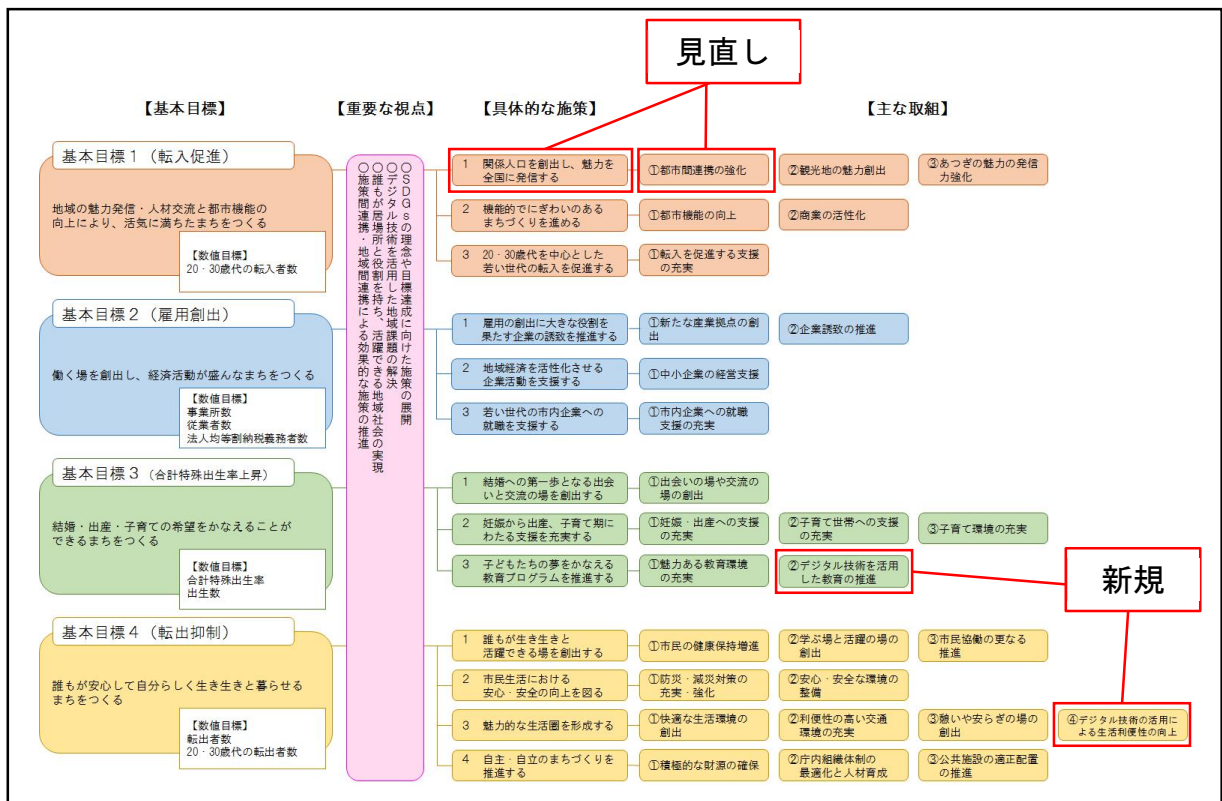 見直し
【基本目標】
【重要な視点】
【具体的な施策】
【主な取組】
基本目標1（転入促進）
地域の魅力発信・人材交流と都市機能の
向上により、活気に満ちたまちをつくる
【数値目標】
20・30歳代の転入者数
基本目標2（雇用創出）
働く場を創出し、経済活動が盛んなまちをつくる
【数値目標】
事業所数
従業者数
法人均等割納税義務者数
基本目標3（合計特殊出生率上昇）
結婚・出産・子育ての希望をかなえることが
できるまちをつくる
【数値目標】
合計特殊出生率
出生数
基本目標4（転出抑制）
誰もが安心して自分らしく生き生きと暮らせる
まちをつくる
【数値目標】
転出者数
20・30歳代の転出者数
〇SDGsの理念や目標達成に向けた施策の展開
〇デジタル技術を活用した地域課題の解決
〇誰もが居場所と役割を持ち、活躍できる地域社会の実現
〇施策間連携・地域間連携による効果的な施策の推進
1 関係人口を創出し、魅力を
全国に発信する
①都市間連携の強化
②観光地の魅力創出
③あつぎの魅力の発信
力強化
2 機能的でにぎわいのある
まちづくりを進める
①都市機能の向上
②商業の活性化
3 20・30歳代を中心とした
若い世代の転入を促進する
①転入を促進する支援
の充実
1 雇用の創出に大きな役割を
果たす企業の誘致を推進する
①新たな産業拠点の創
出
②企業誘致の推進
2 地域経済を活性化させる
企業活動を支援する
①中小企業の経営支援
3 若い世代の市内企業への
就職を支援する
①市内企業への就職
支援の充実
1 結婚への第一歩となる出会
いと交流の場を創出する
①出会いの場や交流の
場の創出
2 妊娠から出産、子育て期に
わたる支援を充実する
①妊娠・出産への支援
の充実
②子育て世帯への支援
の充実
③子育て環境の充実
3 子どもたちの夢をかなえる
教育プログラムを推進する
①魅力ある教育環境
の充実
②デジタル技術を活用
した教育の推進
新規
1 誰もが生き生きと
活躍できる場を創出する
①市民の健康保持増進
②学ぶ場と活躍の場の
創出
③市民協働の更なる
推進
2 市民生活における
安心・安全の向上を図る
①防災・減災対策の
充実・強化
②安心・安全な環境の
整備
3 魅力的な生活圏を形成する
①快適な生活環境の
創出
②利便性の高い交通
環境の充実
③憩いや安らぎの場の
創出
④デジタル技術の活用に
よる生活利便性の向上
4 自主・自立のまちづくりを
推進する
①積極的な財源の確保
②庁内組織体制の
最適化と人材育成
③公共施設の適正配置
の推進